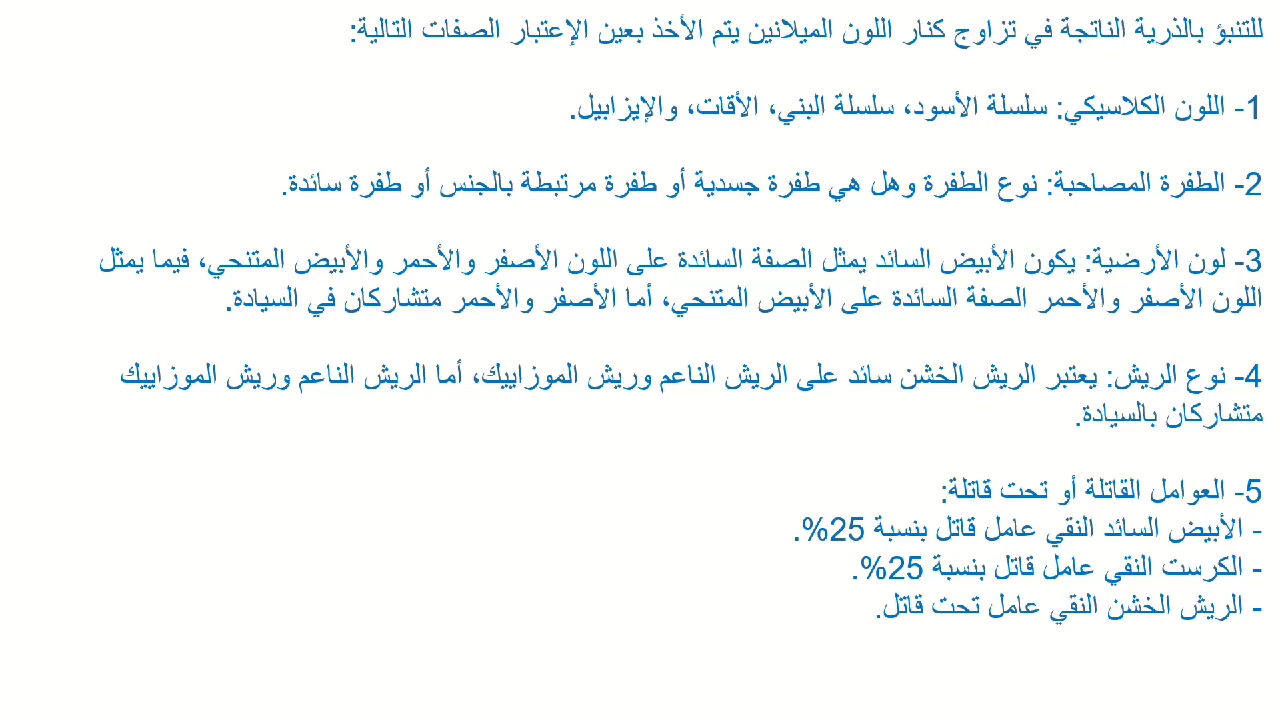 للتنبؤ بالذرية الناتجة في تزاوج كنار اللون الميلانين يتم الأخذ بعين الإعتبار الصفات التالية:
1- اللون الكلاسيكي: سلسلة الأسود، سلسلة البني، الأقات، والإيزابيل.
2- الطفرة المصاحبة: نوع الطفرة وهل هي طفرة جسدية أو طفرة مرتبطة بالجنس أو طفرة سائدة.
3- لون الأرضية: يكون الأبيض السائد يمثل الصفة السائدة على اللون الأصفر والأحمر والأبيض المتنحي، فيما يمثل
اللون الأصفر والأحمر الصفة السائدة على الأبيض المتنحي، أما الأصفر والأحمر متشاركان في السيادة.
4- نوع الريش: يعتبر الريش الخشن سائد على الريش الناعم وريش الموزاييك، أما الريش الناعم وريش الموزاييك
متشاركان بالسيادة.
5- العوامل القاتلة أو تحت قاتلة:
- الأبيض السائد النقي عامل قاتل بنسبة 25%.
- الكرست النقي عامل قاتل بنسبة 25%.
- الريش الخشن النقي عامل تحت قاتل.